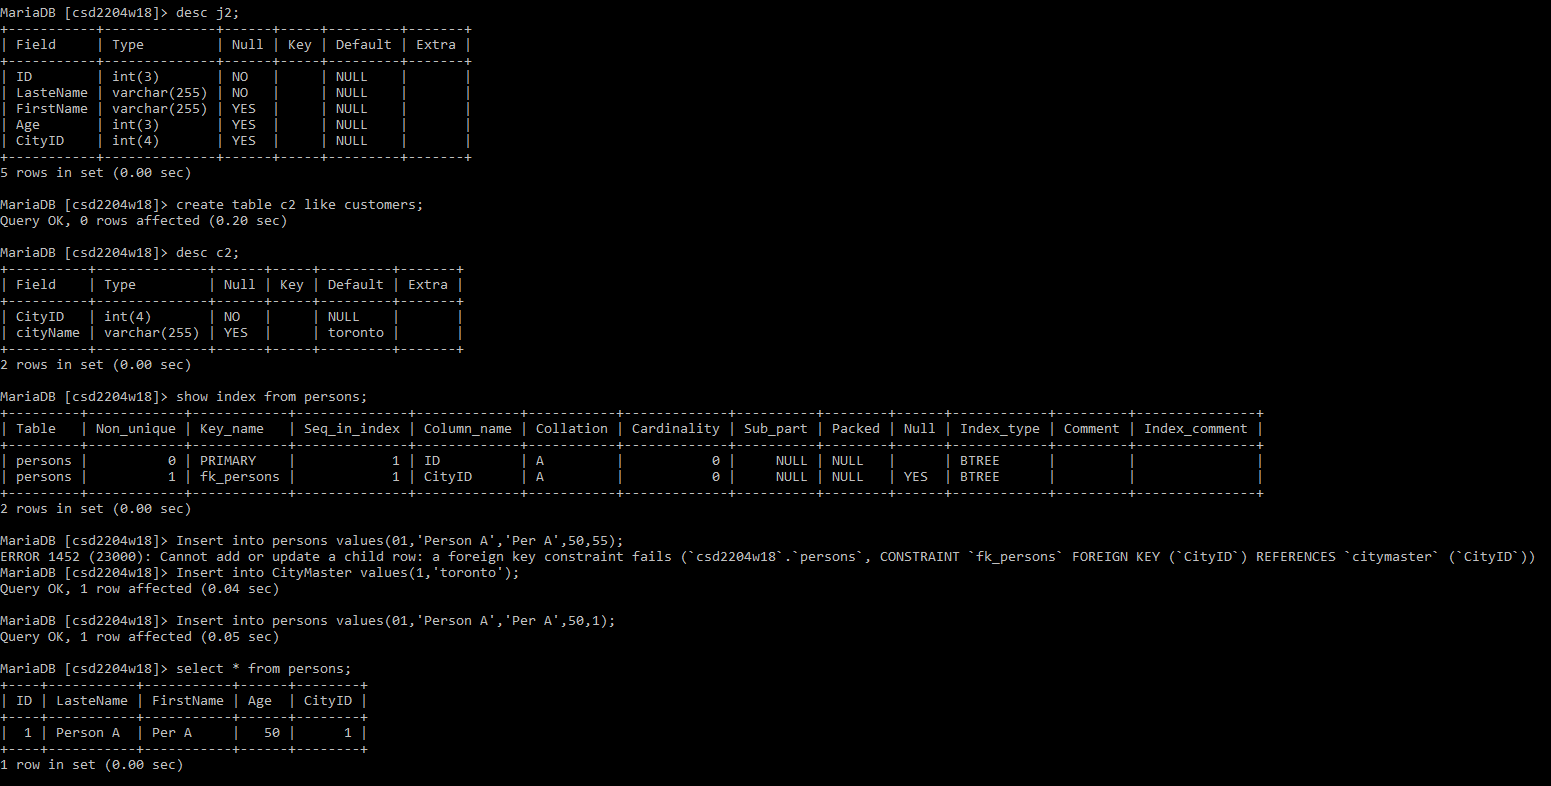 MariaDB [csd2204w18]> desc j2;
+-----------+--------------+------+-----+---------+-------+
| Field     | Type         | Null | Key | Default | Extra |
+-----------+--------------+------+-----+---------+-------+
| ID        | int(3)       | NO   |     | NULL    |       |
| LasteName | varchar(255) | NO   |     | NULL    |       |
| FirstName | varchar(255) | YES  |     | NULL    |       |
| Age       | int(3)       | YES  |     | NULL    |       |
| CityID    | int(4)       | YES  |     | NULL    |       |
+-----------+--------------+------+-----+---------+-------+
5 rows in set (0.00 sec)

MariaDB [csd2204w18]> create table c2 like customers;
Query OK, 0 rows affected (0.20 sec)

MariaDB [csd2204w18]> desc c2;
+----------+--------------+------+-----+---------+-------+
| Field    | Type         | Null | Key | Default | Extra |
+----------+--------------+------+-----+---------+-------+
| CityID   | int(4)       | NO   |     | NULL    |       |
| cityName | varchar(255) | YES  |     | toronto |       |
+----------+--------------+------+-----+---------+-------+
2 rows in set (0.00 sec)

MariaDB [csd2204w18]> show index from persons;
+---------+------------+------------+--------------+-------------+-----------+-------------+----------+--------+------+------------+---------+---------------+
| Table   | Non_unique | Key_name   | Seq_in_index | Column_name | Collation | Cardinality | Sub_part | Packed | Null | Index_type | Comment | Index_comment |
+---------+------------+------------+--------------+-------------+-----------+-------------+----------+--------+------+------------+---------+---------------+
| persons |          0 | PRIMARY    |            1 | ID          | A         |           0 |     NULL | NULL   |      | BTREE      |         |               |
| persons |          1 | fk_persons |            1 | CityID      | A         |           0 |     NULL | NULL   | YES  | BTREE      |         |               |
+---------+------------+------------+--------------+-------------+-----------+-------------+----------+--------+------+------------+---------+---------------+
2 rows in set (0.00 sec)

MariaDB [csd2204w18]> Insert into persons values(01,'Person A','Per A',50,55);
ERROR 1452 (23000): Cannot add or update a child row: a foreign key constraint fails (`csd2204w18`.`persons`, CONSTRAINT `fk_persons` FOREIGN KEY (`CityID`) REFERENCES `citymaster` (`CityID`))
MariaDB [csd2204w18]> Insert into CityMaster values(1,'toronto');
Query OK, 1 row affected (0.04 sec)

MariaDB [csd2204w18]> Insert into persons values(01,'Person A','Per A',50,1);
Query OK, 1 row affected (0.05 sec)

MariaDB [csd2204w18]> select * from persons;
+----+-----------+-----------+------+--------+
| ID | LasteName | FirstName | Age  | CityID |
+----+-----------+-----------+------+--------+
|  1 | Person A  | Per A     |   50 |      1 |
+----+-----------+-----------+------+--------+
1 row in set (0.00 sec)